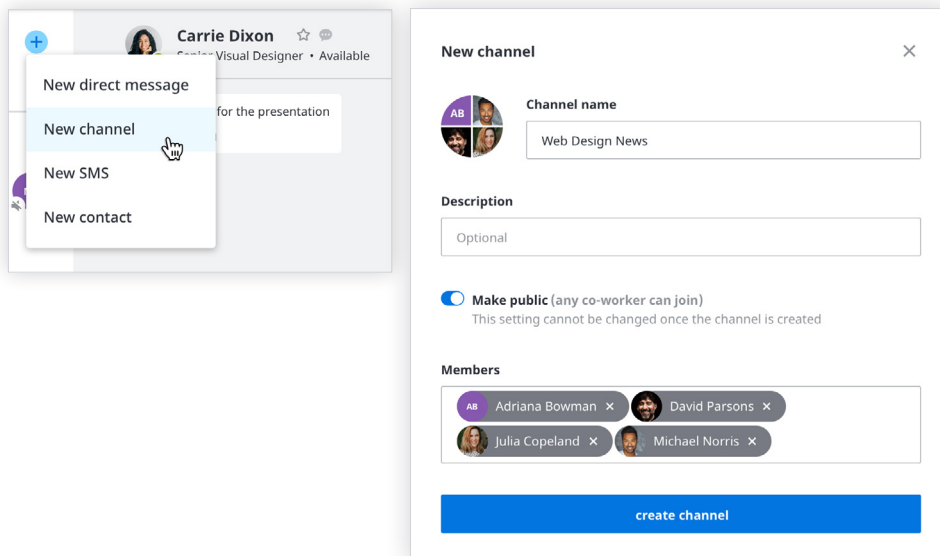 Carrie Dixon
Senior Visual Designer • Available
for the presentation
New direct message
New channel
New SMS
New contact
New channel
AB
Channel name
Web Design News
Description
Optional
Make public (any co-worker can join)
This setting cannot be changed once the channel is created
Members
AB Adriana Bowman × David Parsons ×
Julia Copeland × Michael Norris ×
create channel